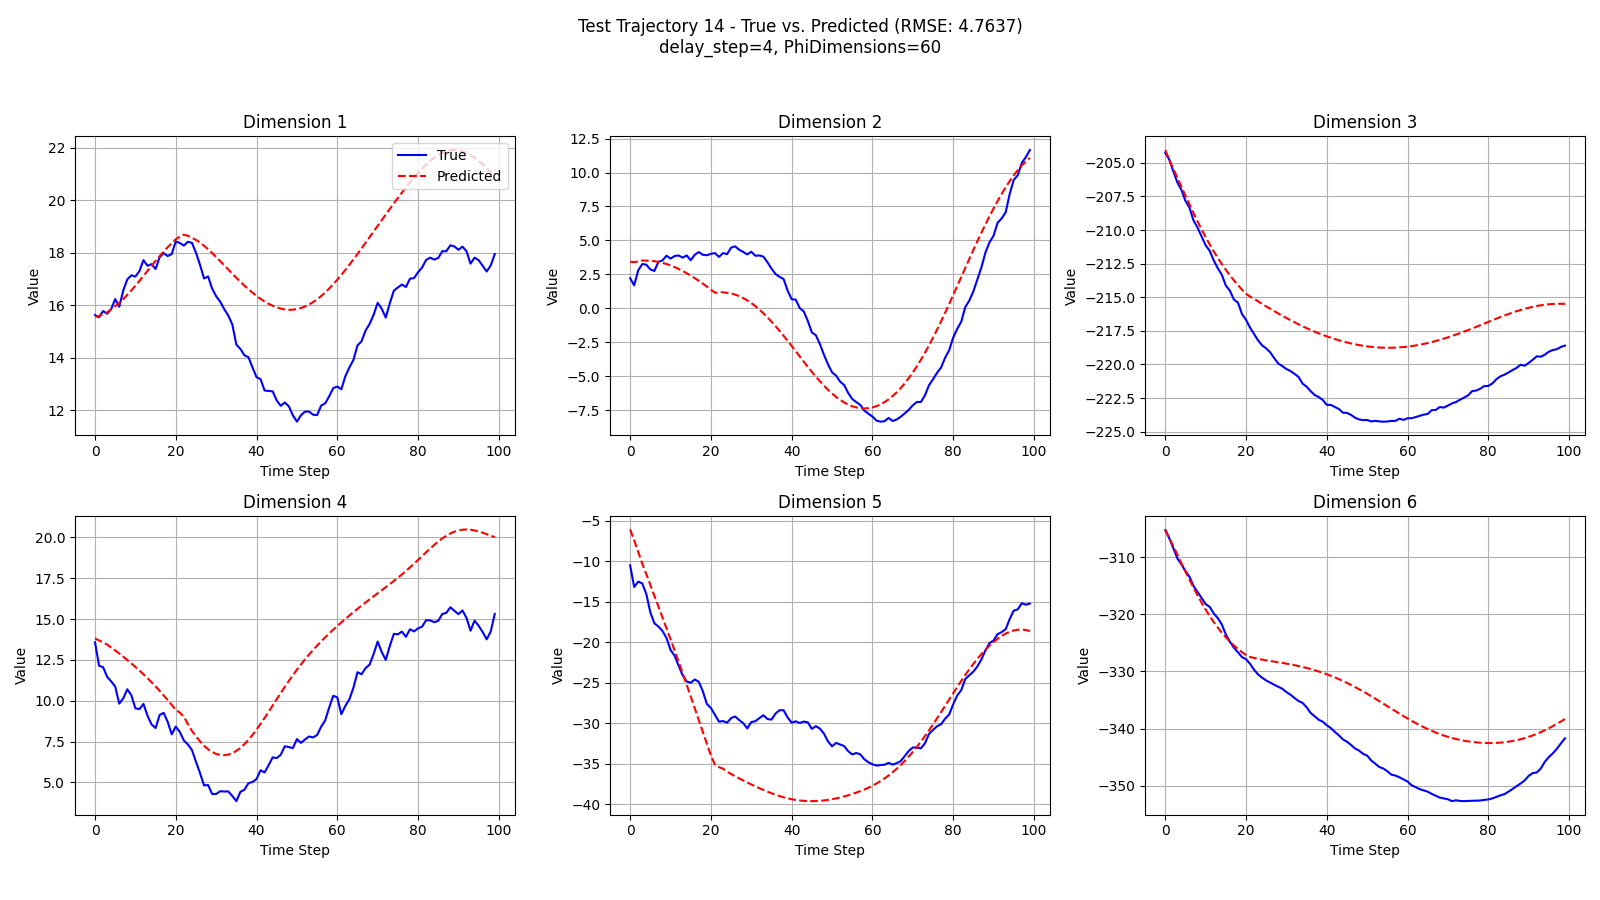 Test Trajectory 14 - True vs. Predicted (RMSE: 4.7637)
delay_step=4, PhiDimensions=60
Dimension 1
Value
22
20
18
16
14
12
0 20 40 60 80 100
Time Step
True
Predicted
Dimension 2
Value
12.5
10.0
7.5
5.0
2.5
0.0
−2.5
−5.0
−7.5
0 20 40 60 80 100
Time Step
Dimension 3
Value
−205.0
−207.5
−210.0
−212.5
−215.0
−217.5
−220.0
−222.5
−225.0
0 20 40 60 80 100
Time Step
Dimension 4
Value
20.0
17.5
15.0
12.5
10.0
7.5
5.0
0 20 40 60 80 100
Time Step
Dimension 5
Value
−5
−10
−15
−20
−25
−30
−35
−40
0 20 40 60 80 100
Time Step
Dimension 6
Value
−310
−320
−330
−340
−350
0 20 40 60 80 100
Time Step